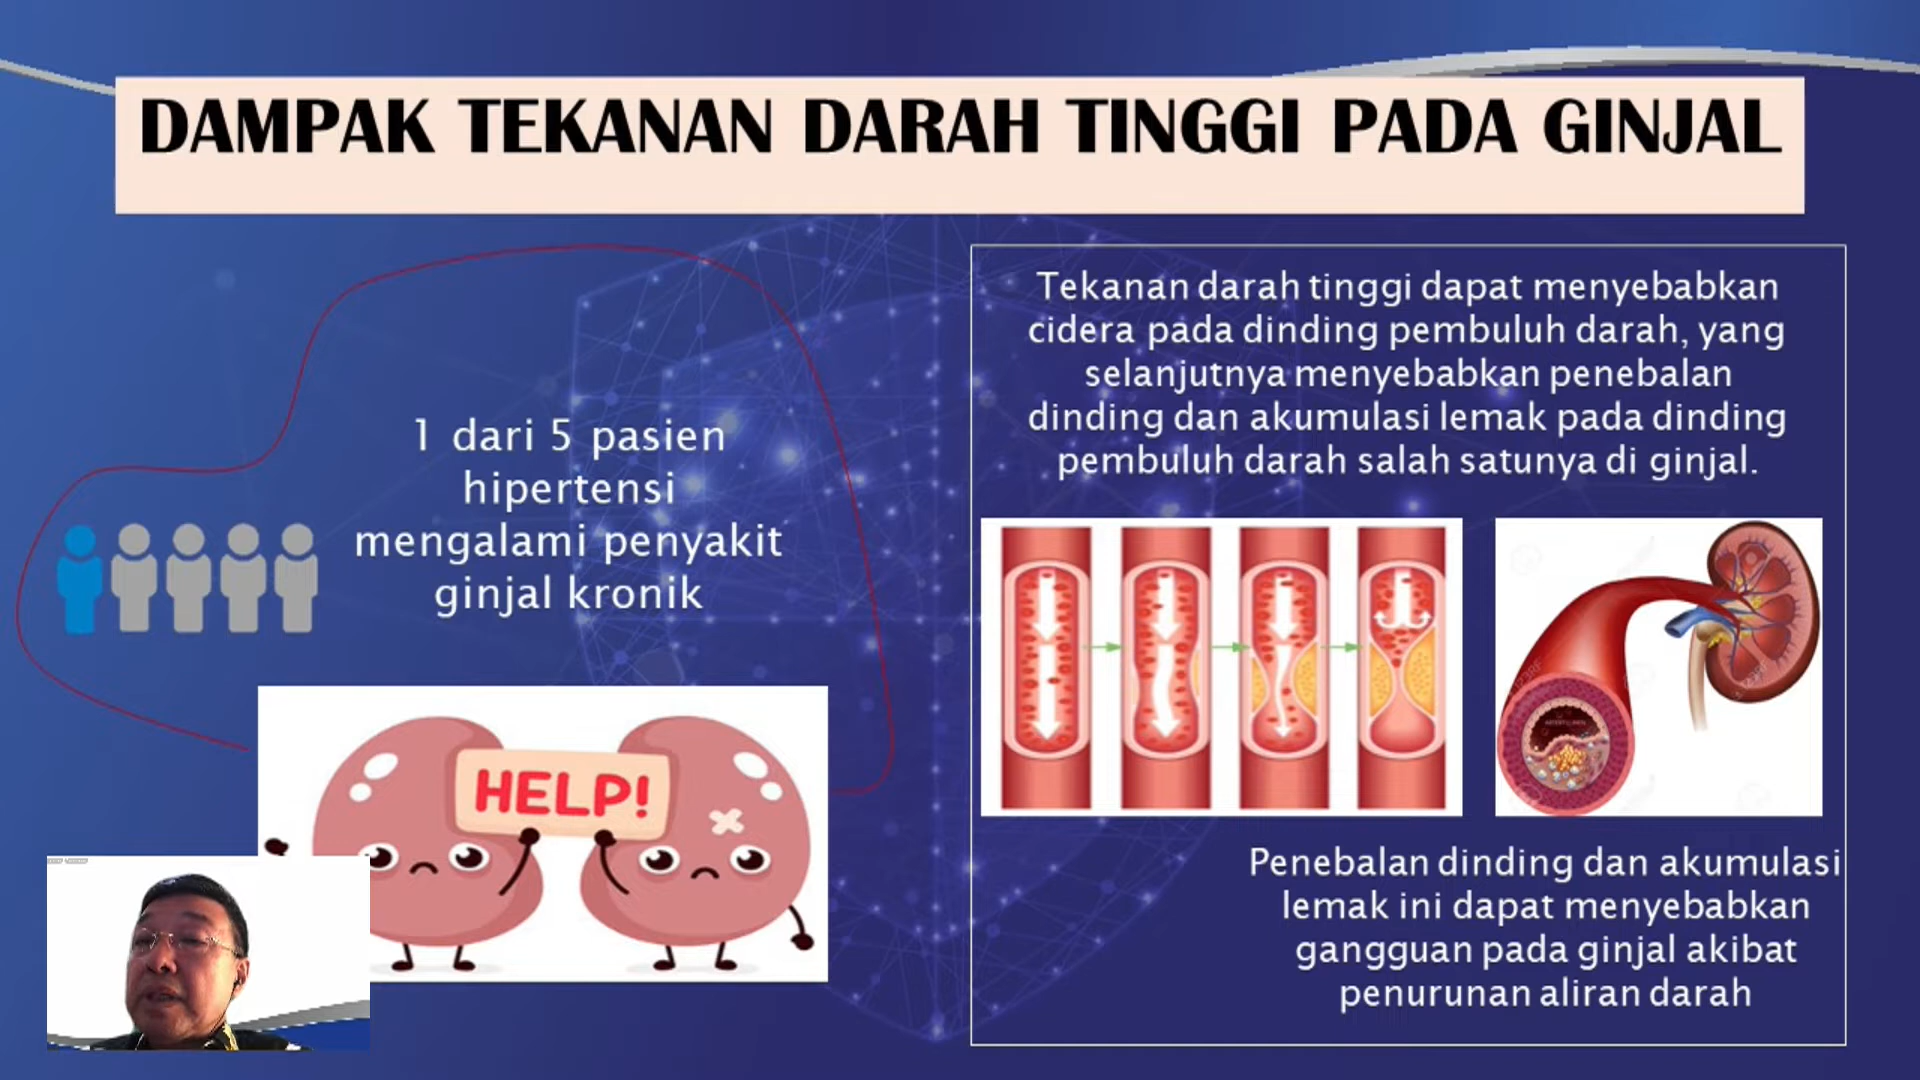 DAMPAK TEKANAN DARAH TINGGI PADA GINJAL
1 dari 5 pasien
hipertensi
mengalami penyakit
ginjal kronik
HELP!
Tekanan darah tinggi dapat menyebabkan
cidera pada dinding pembuluh darah, yang
selanjutnya menyebabkan penebalan
dinding dan akumulasi lemak pada dinding
pembuluh darah salah satunya di ginjal.
123RF
Penebalan dinding dan akumulasi
lemak ini dapat menyebabkan
gangguan pada ginjal akibat
penurunan aliran darah